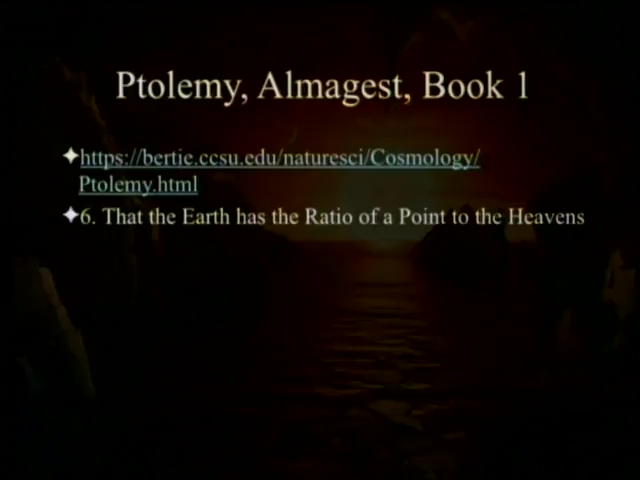 Ptolemy, Almagest, Book 1
https://bertie.ccsu.edu/naturesci/Cosmology/
Ptolemy.html
6. That the Earth has the Ratio of a Point to the Heavens